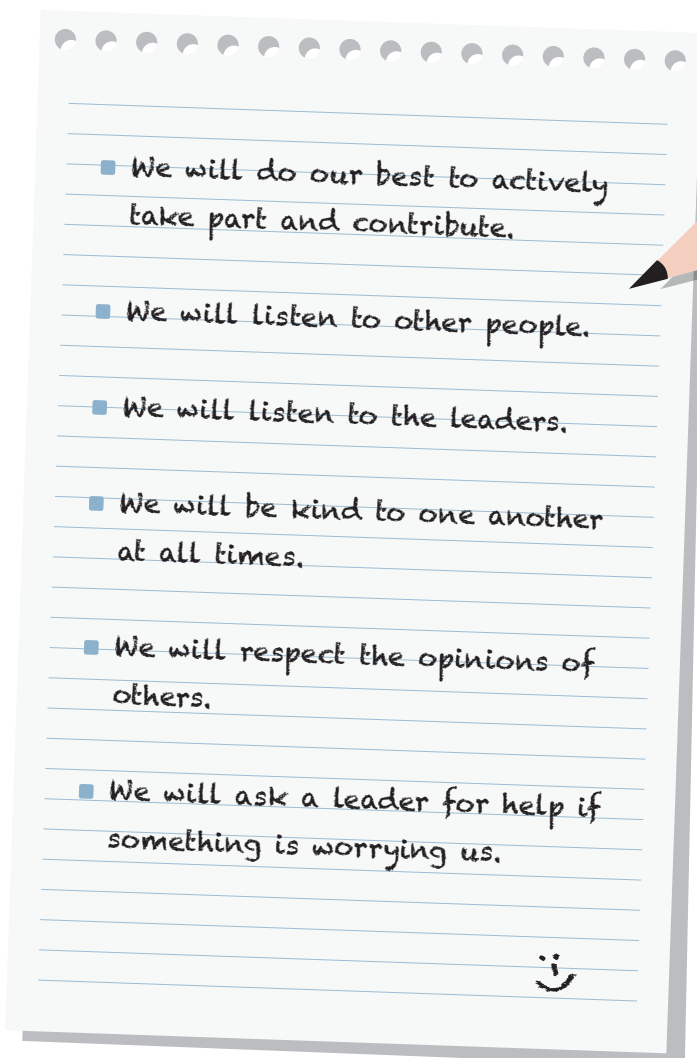 We will do our best to actively
take part and contribute.
We will listen to other people.
We will listen to the leaders.
We will be kind to one another
at all times.
We will respect the opinions of
others.
We will ask a leader for help if
something is worrying us.